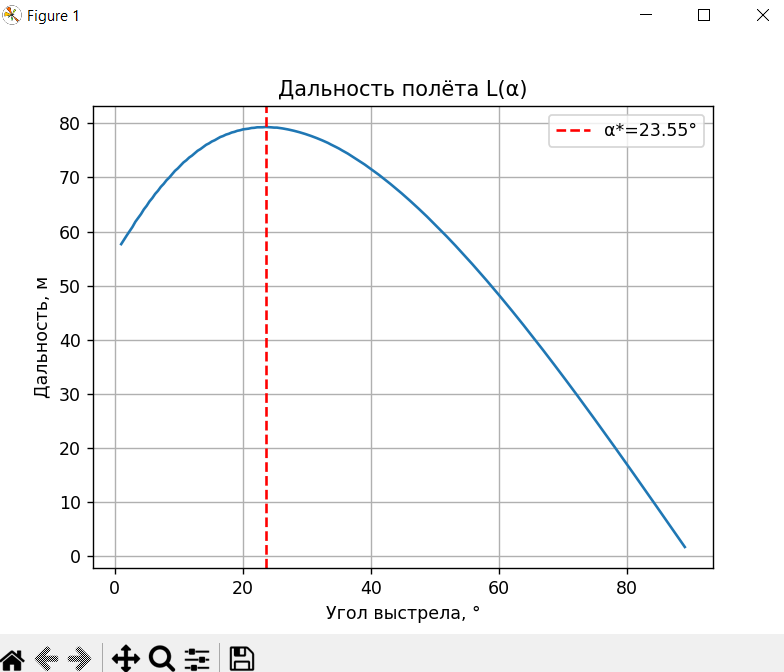 Figure 1
Дальность полёта L(α)
α*=23.55°
Дальность, м
80
70
60
50
40
30
20
10
0
0 20 40 60 80
Угол выстрела, °